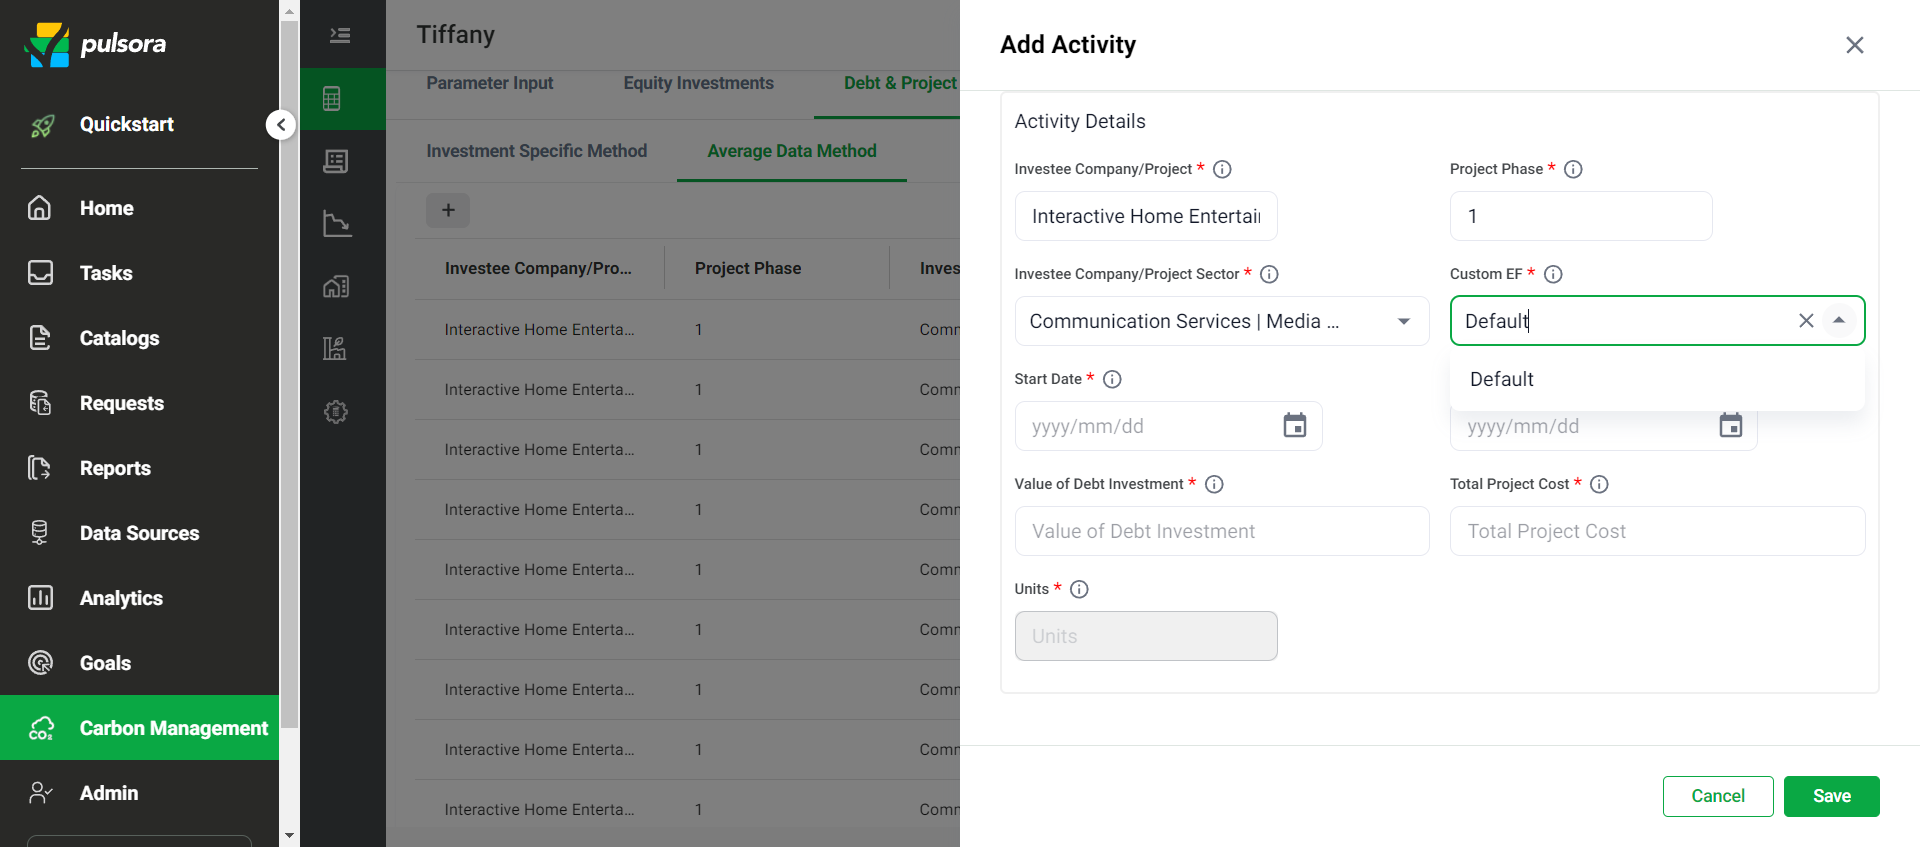 pulsora
Quickstart
Home
Tasks
Catalogs
Requests
Reports
Data Sources
Analytics
Goals
CO₂
Carbon Management
Admin
Tiffany
Parameter Input
Equity Investments
Debt & Project
Investment Specific Method
Average Data Method
+
Investee Company/Pro...
Project Phase
Inves
Interactive Home Enterta...
1
Comm
Interactive Home Enterta...
1
Comm
Interactive Home Enterta...
1
Comm
Interactive Home Enterta...
1
Comm
Interactive Home Enterta...
1
Comm
Interactive Home Enterta...
1
Comm
Interactive Home Enterta...
1
Comm
Interactive Home Enterta...
1
Comm
Interactive Home Enterta...
1
Comm
Add Activity
Activity Details
Investee Company/Project *
Project Phase *
Interactive Home Entertai
1
Investee Company/Project Sector *
Custom EF *
Communication Services | Media ...
Default
Default
Start Date *
yyyy/mm/dd
yyyy/mm/dd
Value of Debt Investment *
Total Project Cost *
Value of Debt Investment
Total Project Cost
Units *
Units
Cancel
Save